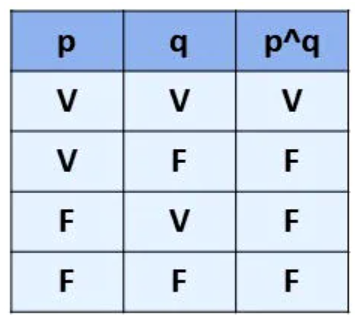 p q p^q
V V V
V F F
F V F
F F F